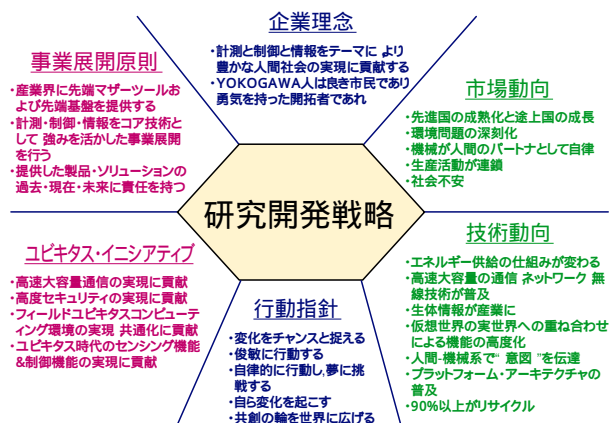 企業理念
・計測と制御と情報をテーマに より
豊かな人間社会の実現に貢献する
・YOKOGAWA人は良き市民であり
勇気を持った開拓者であれ
事業展開原則
・産業界に先端マザーツールお
よび先端基盤を提供する
・計測・制御・情報をコア技術と
して 強みを活かした事業展開
を行う
・提供した製品・ソリューションの
過去・現在・未来に責任を持つ
市場動向
・先進国の成熟化と途上国の成長
・環境問題の深刻化
・機械が人間のパートナとして自律
・生産活動が連鎖
・社会不安
研究開発戦略
ユビキタス・イニシアティブ
・高速大容量通信の実現に貢献
・高度セキュリティの実現に貢献
・フィールドユビキタスコンピューテ
ィング環境の実現 共通化に貢献
・ユビキタス時代のセンシング機能
&制御機能の実現に貢献
行動指針
・変化をチャンスと捉える
・俊敏に行動する
・自律的に行動し,夢に挑
戦する
・自ら変化を起こす
・共創の輪を世界に広げる
技術動向
・エネルギー供給の仕組みが変わる
・高速大容量の通信 ネットワーク 無
線技術が普及
・生体情報が産業に
・仮想世界の実世界への重ね合わせ
による機能の高度化
・人間-機械系で“ 意図 ”を伝達
・プラットフォーム・アーキテクチャの
普及
・90%以上がリサイクル